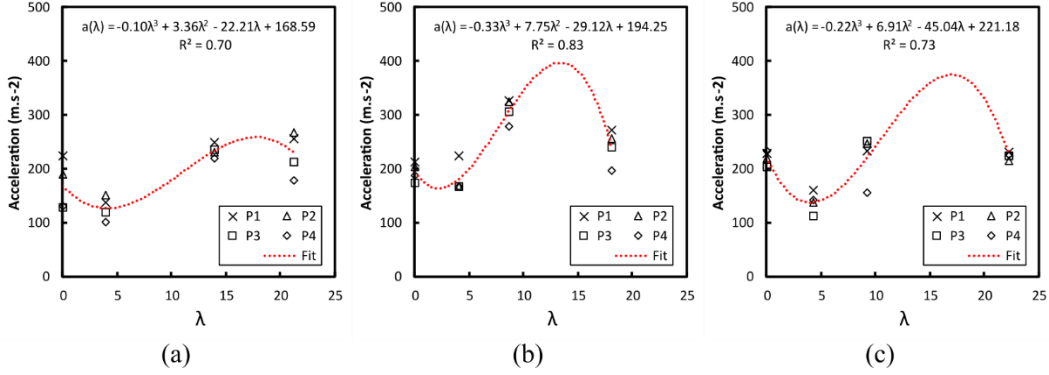 500
400
300
200
100
0
Acceleration (m.s-2)
a(λ) = -0.10λ³ + 3.36λ² - 22.21λ + 168.59
R² = 0.70
P1 P2
P3 P4
Fit
0 5 10 15 20 25
λ
(a)
500
400
300
200
100
0
Acceleration (m.s-2)
a(λ) = -0.33λ³ + 7.75λ² - 29.12λ + 194.25
R² = 0.83
P1 P2
P3 P4
Fit
0 5 10 15 20 25
λ
(b)
500
400
300
200
100
0
Acceleration (m.s-2)
a(λ) = -0.22λ³ + 6.91λ² - 45.04λ + 221.18
R² = 0.73
P1 P2
P3 P4
Fit
0 5 10 15 20 25
λ
(c)